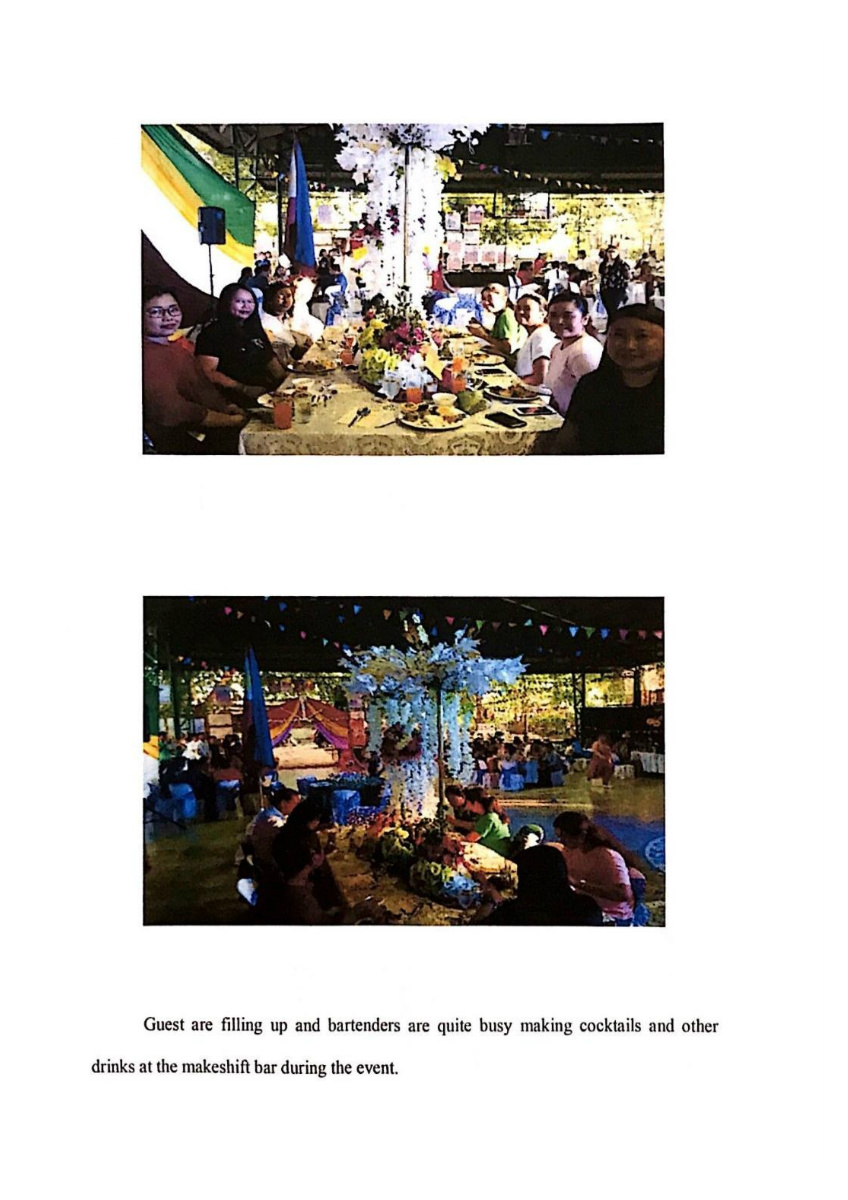 Guest are filling up and bartenders are quite busy making cocktails and other
drinks at the makeshift bar during the event.